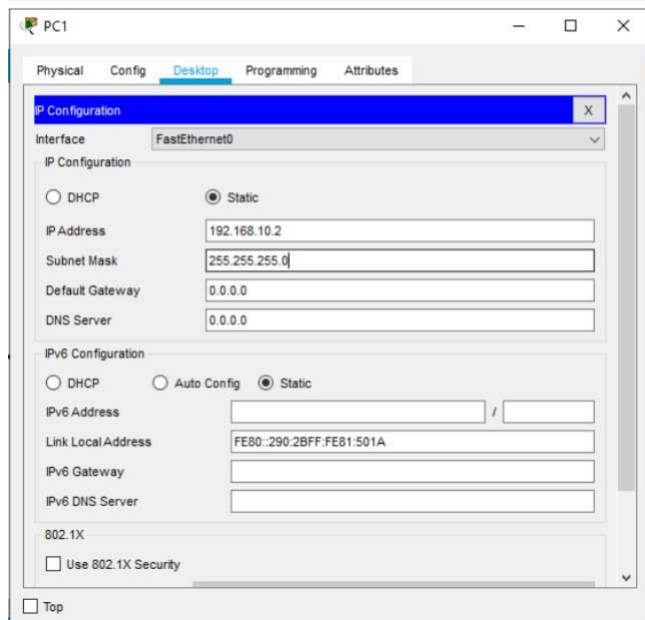 PC1
Physical Config Desktop Programming Attributes
IP Configuration X
Interface FastEthernet0
IP Configuration
DHCP Static
IP Address 192.168.10.2
Subnet Mask 255.255.255.0
Default Gateway 0.0.0.0
DNS Server 0.0.0.0
IPv6 Configuration
DHCP Auto Config Static
IPv6 Address /
Link Local Address FE80::290:2BFF:FE81:501A
IPv6 Gateway
IPv6 DNS Server
802.1X
Use 802.1X Security
Top